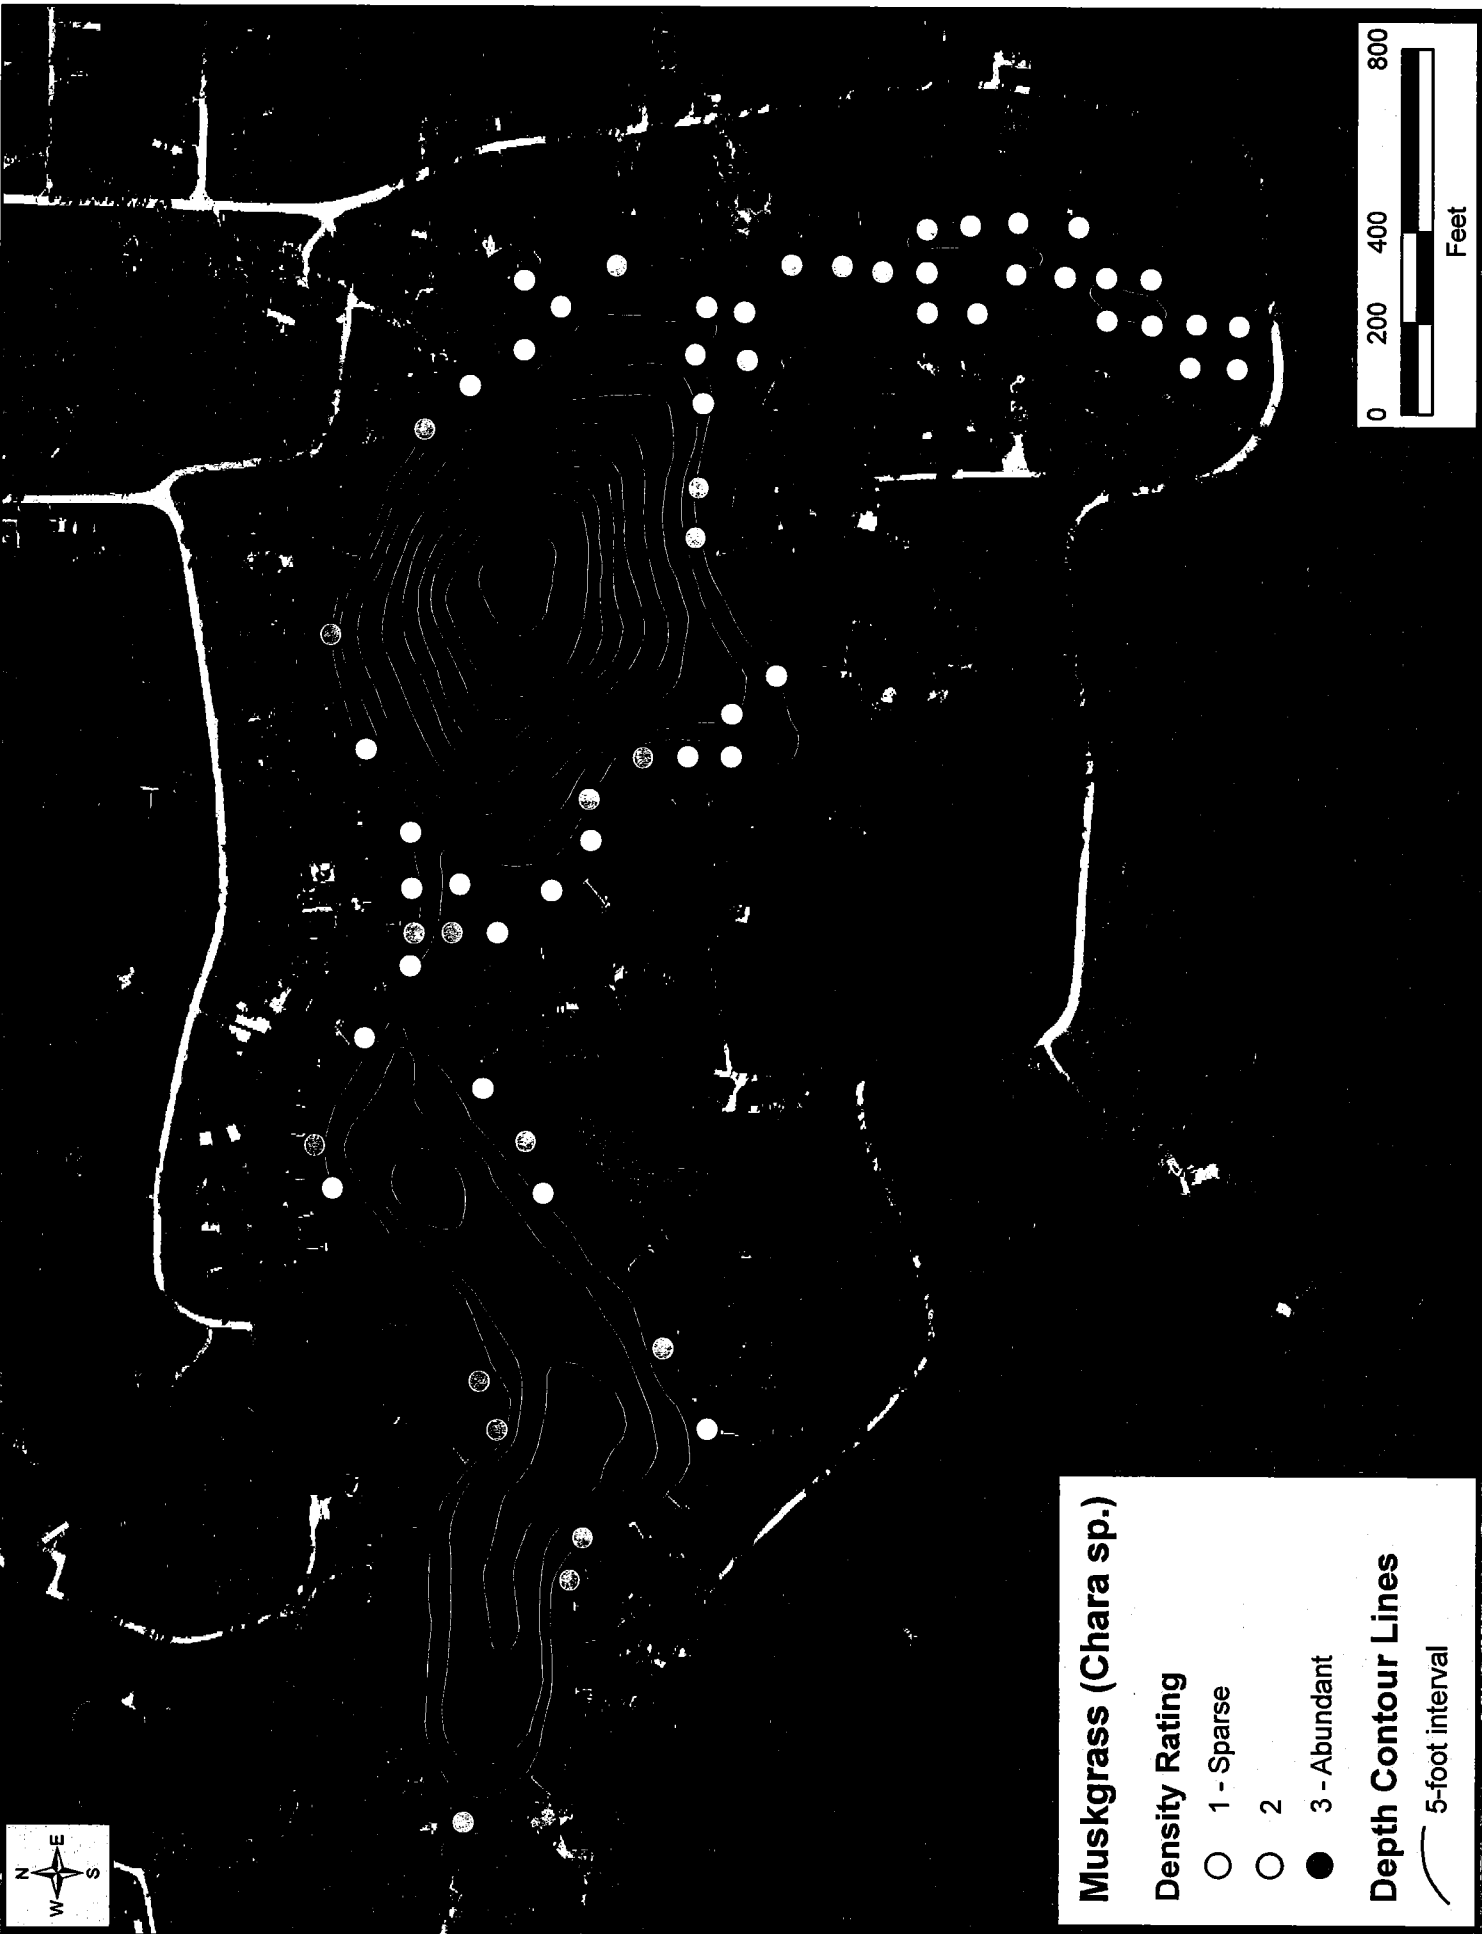 N
W E
S
Muskgrass (Chara sp.)
Density Rating
1 - Sparse
2
3 - Abundant
Depth Contour Lines
5-foot interval
0 200 400 800
Feet